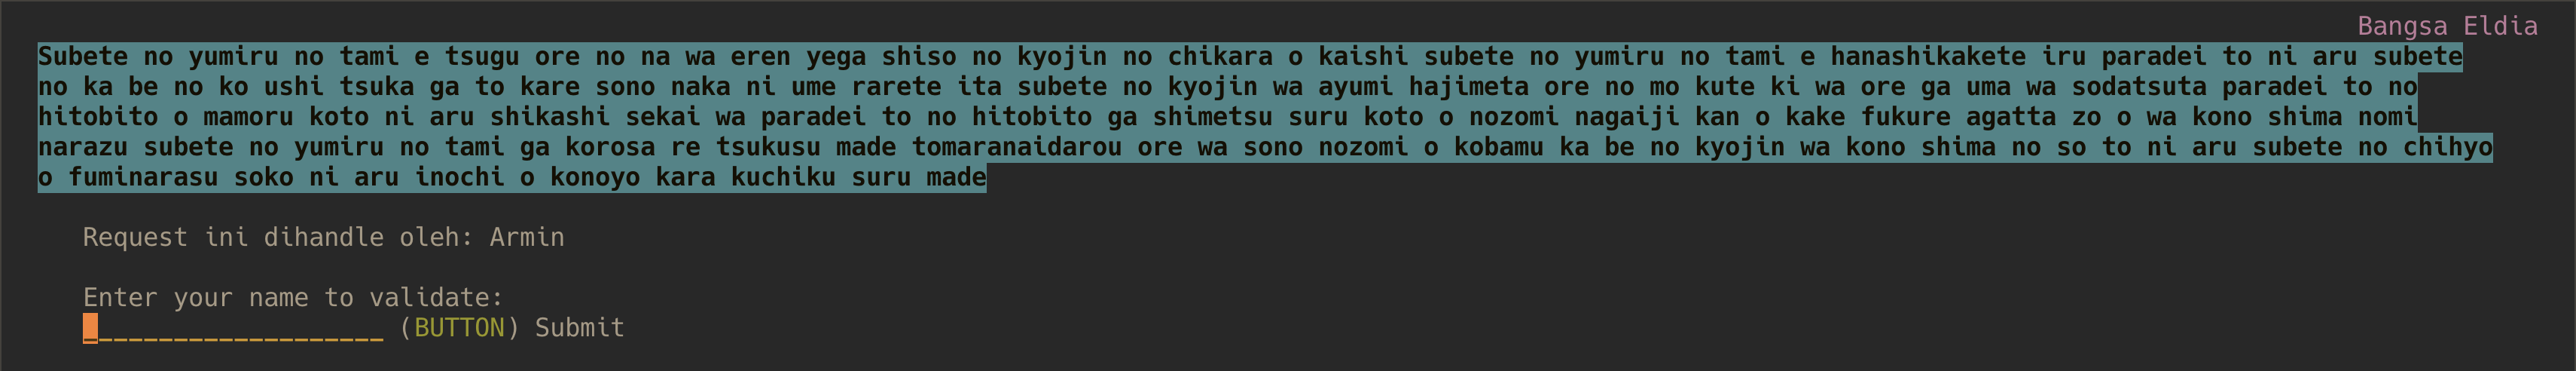 Bangsa Eldia
Subete no yumiru no tami e tsugu ore no na wa eren yega shiso no kyojin no chikara o kaishi subete no yumiru no tami e hanashikakete iru paradei to ni aru subete
no ka be no ko ushi tsuka ga to kare sono naka ni ume rarete ita subete no kyojin wa ayumi hajimeta ore no mo kute ki wa ore ga uma wa sodatsuta paradei to no
hitobito o mamoru koto ni aru shikashi sekai wa paradei to no hitobito ga shimetsu suru koto o nozomi nagaiji kan o kake fukure agatta zo o wa kono shima nomi
narazu subete no yumiru no tami ga korosa re tsukusu made tomaranaidarou ore wa sono nozomi o kobamu ka be no kyojin wa kono shima no so to ni aru subete no chihyo
o fuminarasu soko ni aru inochi o konoyo kara kuchiku suru made
Request ini dihandle oleh: Armin
Enter your name to validate:
____________________ (BUTTON) Submit